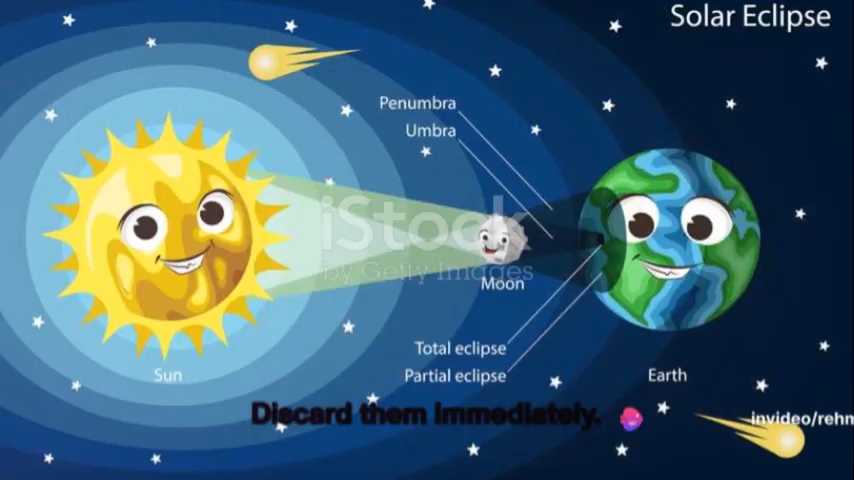 Solar Eclipse
Penumbra
Umbra
iStock
by Getty Images
Moon
Total eclipse
Partial eclipse
Sun
Earth
Discard them immediately.
invideo/rehm